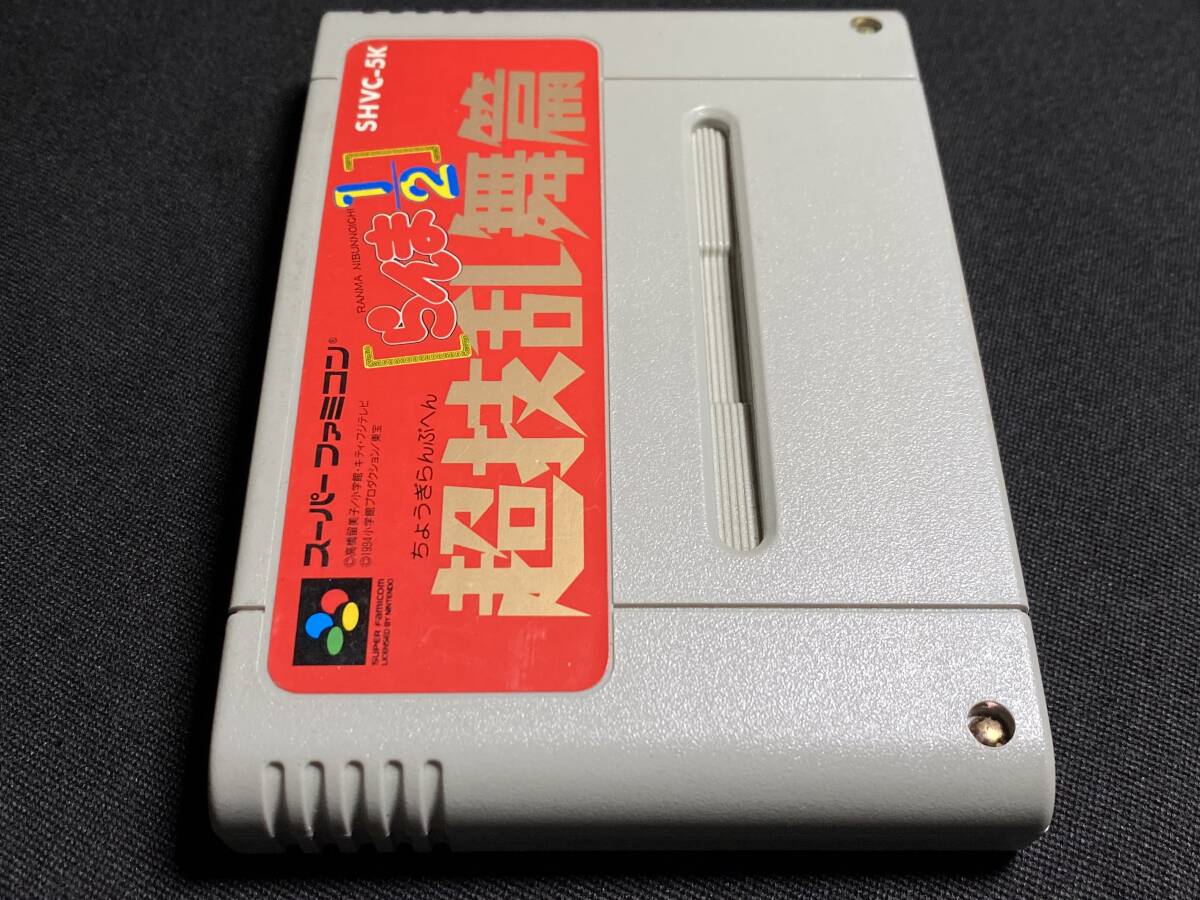 スーパーファミコン®
SHVC-5K
©高橋留美子/小学館・キティ・フジテレビ
©1994小学館プロダクション/東宝
SUPER FAMICOM
LICENSED BY NINTENDO
RANMA NIBUNNOICHI
[らんま1/2]
ちょうぎらんぶへん
超技乱舞篇